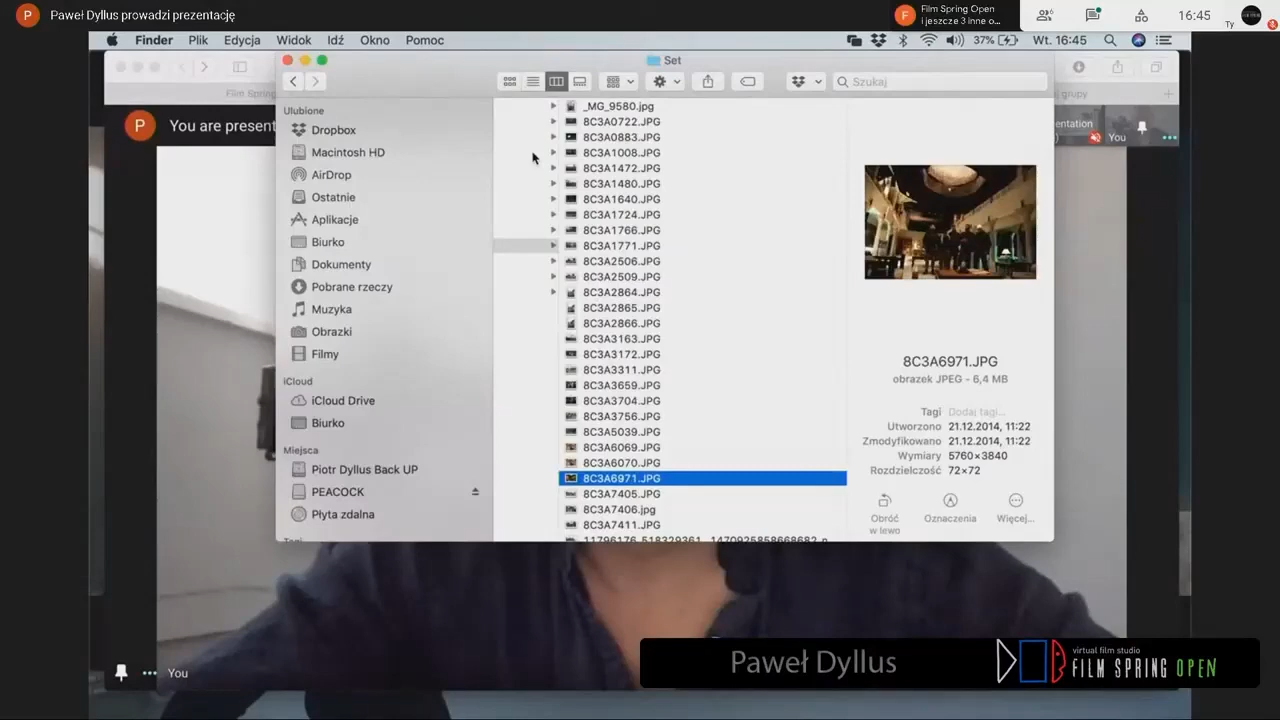 P Paweł Dyllus prowadzi prezentację
F Film Spring Open
i jeszcze 3 inne o...
16:45
Ty
Finder Plik Edycja Widok Idź Okno Pomoc
37% Wt. 16:45
Set
Szukaj
Film Spring
grupy
P You are present
entation
You
Ulubione
Dropbox
Macintosh HD
AirDrop
Ostatnie
Aplikacje
Biurko
Dokumenty
Pobrane rzeczy
Muzyka
Obrazki
Filmy
iCloud
iCloud Drive
Biurko
Miejsca
Piotr Dyllus Back UP
PEACOCK
Płyta zdalna
_MG_9580.jpg
8C3A0722.JPG
8C3A0883.JPG
8C3A1008.JPG
8C3A1472.JPG
8C3A1480.JPG
8C3A1640.JPG
8C3A1724.JPG
8C3A1766.JPG
8C3A1771.JPG
8C3A2506.JPG
8C3A2509.JPG
8C3A2864.JPG
8C3A2865.JPG
8C3A2866.JPG
8C3A3163.JPG
8C3A3172.JPG
8C3A3311.JPG
8C3A3659.JPG
8C3A3704.JPG
8C3A3756.JPG
8C3A5039.JPG
8C3A6069.JPG
8C3A6070.JPG
8C3A6971.JPG
8C3A7405.JPG
8C3A7406.jpg
8C3A7411.JPG
8C3A6971.JPG
obrazek JPEG - 6,4 MB
Tagi Dodaj tagi...
Utworzono 21.12.2014, 11:22
Zmodyfikowano 21.12.2014, 11:22
Wymiary 5760×3840
Rozdzielczość 72×72
Obróć
w lewo
Oznaczenia
Więcej...
You
Paweł Dyllus
virtual film studio
FILM SPRING OPEN